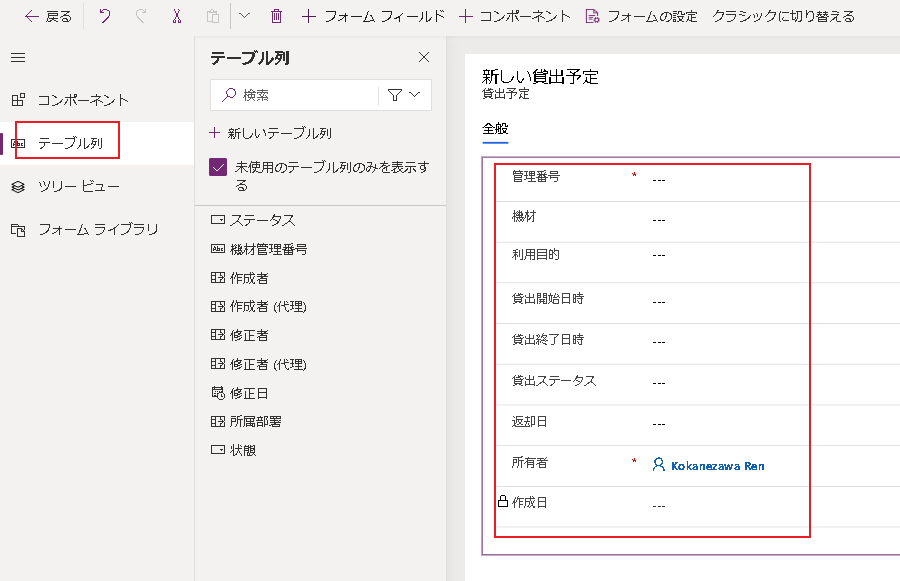 戻る フォーム フィールド コンポーネント フォームの設定 クラシックに切り替える
コンポーネント
テーブル列
ツリー ビュー
フォーム ライブラリ
テーブル列
検索
新しいテーブル列
未使用のテーブル列のみを表示す
る
ステータス
Abc 機材管理番号
作成者
作成者 (代理)
修正者
修正者 (代理)
修正日
所属部署
状態
新しい貸出予定
貸出予定
全般
管理番号 * ---
機材 ---
利用目的 ---
貸出開始日時 ---
貸出終了日時 ---
貸出ステータス ---
返却日 ---
所有者 * Kokanezawa Ren
作成日 ---